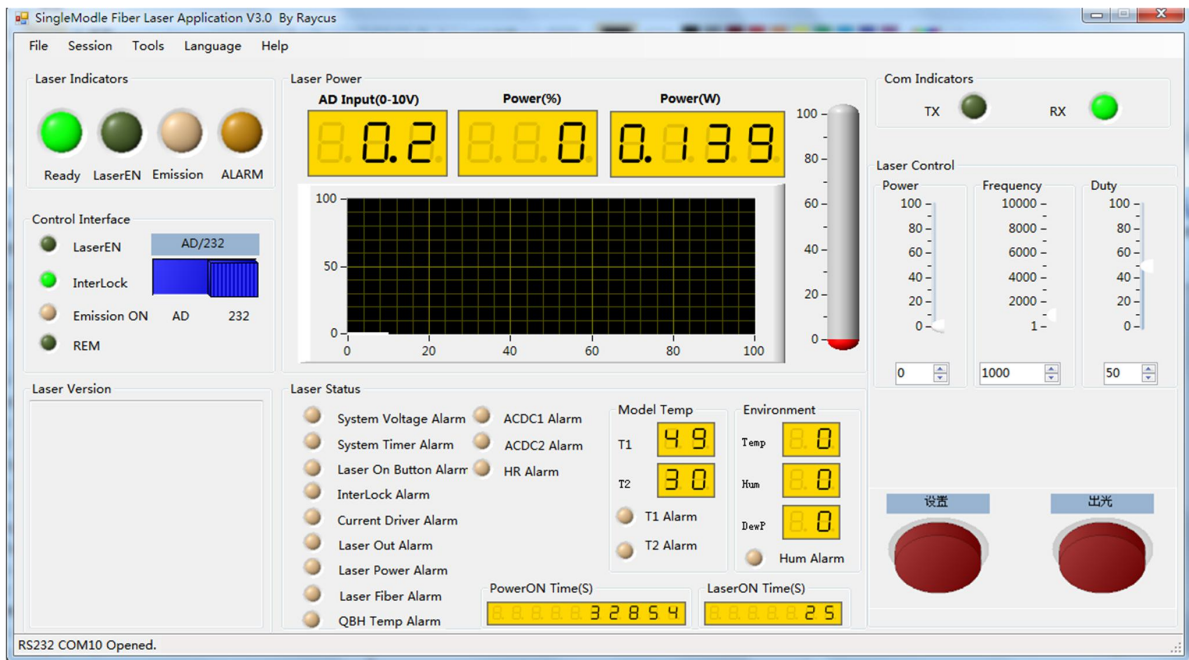 SingleModle Fiber Laser Application V3.0 By Raycus
File Session Tools Language Help
Laser Indicators
Ready LaserEN Emission ALARM
Control Interface
LaserEN
AD/232
InterLock
Emission ON
AD 232
REM
Laser Version
Laser Power
AD Input(0-10V) Power(%) Power(W)
0.2 0 0.139
100
50
0
0 20 40 60 80 100
100
80
60
40
20
0
Com Indicators
TX RX
Laser Control
Power Frequency Duty
100 10000 100
80 8000 80
60 6000 60
40 4000 40
20 2000 20
0 1 0
0 1000 50
Laser Status
System Voltage Alarm ACDC1 Alarm
System Timer Alarm ACDC2 Alarm
Laser On Button Alarm HR Alarm
InterLock Alarm
Current Driver Alarm
Laser Out Alarm
Laser Power Alarm
Laser Fiber Alarm
QBH Temp Alarm
Model Temp
T1 49
T2 30
T1 Alarm
T2 Alarm
Environment
Temp 0
Hum 0
DewP 0
Hum Alarm
PowerON Time(S)
32854
LaserON Time(S)
25
设置 出光
RS232 COM10 Opened.